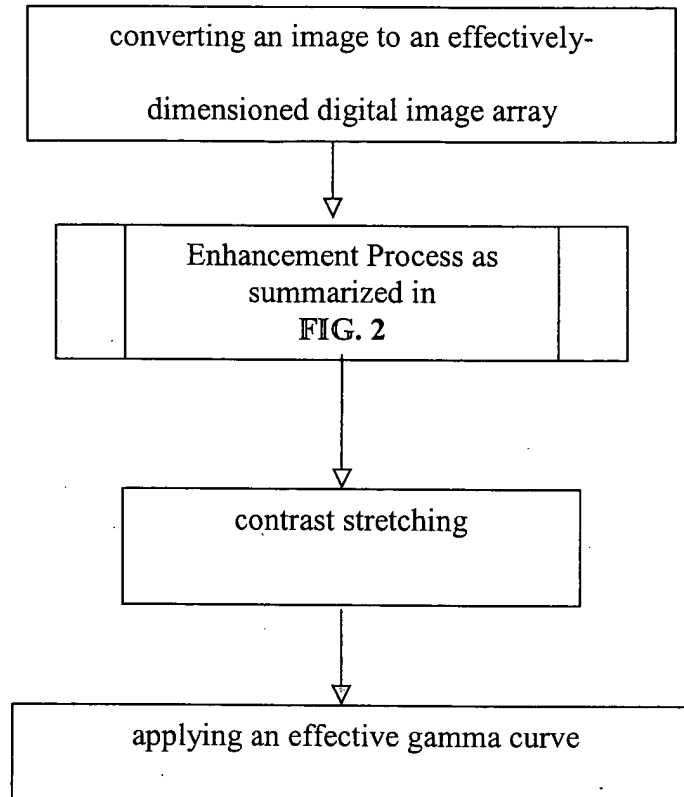 converting an image to an effectively-
dimensioned digital image array
Enhancement Process as
summarized in
FIG. 2
contrast stretching
applying an effective gamma curve